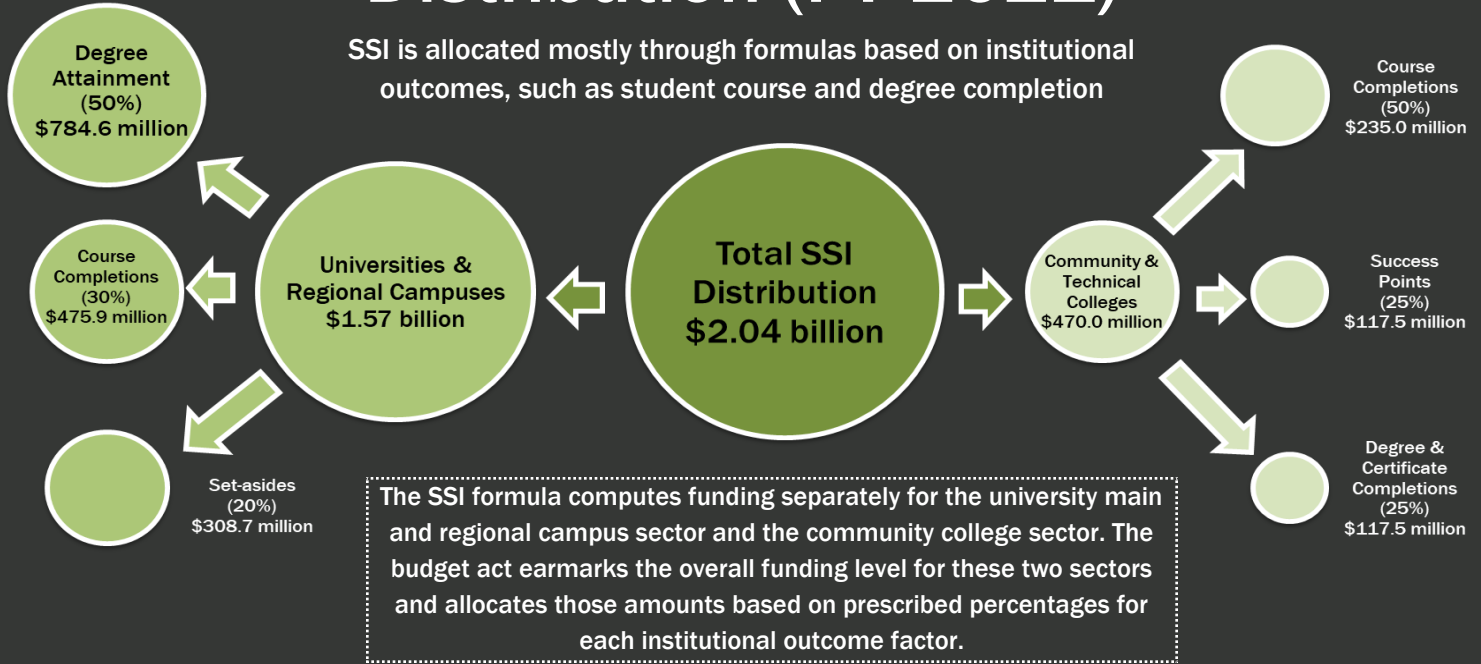 Distribution (FY 2022)
SSI is allocated mostly through formulas based on institutional
outcomes, such as student course and degree completion
Degree
Attainment
(50%)
$784.6 million
Course
Completions
(30%)
$475.9 million
Set-asides
(20%)
$308.7 million
Universities &
Regional Campuses
$1.57 billion
Total SSI
Distribution
$2.04 billion
Community &
Technical
Colleges
$470.0 million
Course
Completions
(50%)
$235.0 million
Success
Points
(25%)
$117.5 million
Degree &
Certificate
Completions
(25%)
$117.5 million
The SSI formula computes funding separately for the university main
and regional campus sector and the community college sector. The
budget act earmarks the overall funding level for these two sectors
and allocates those amounts based on prescribed percentages for
each institutional outcome factor.